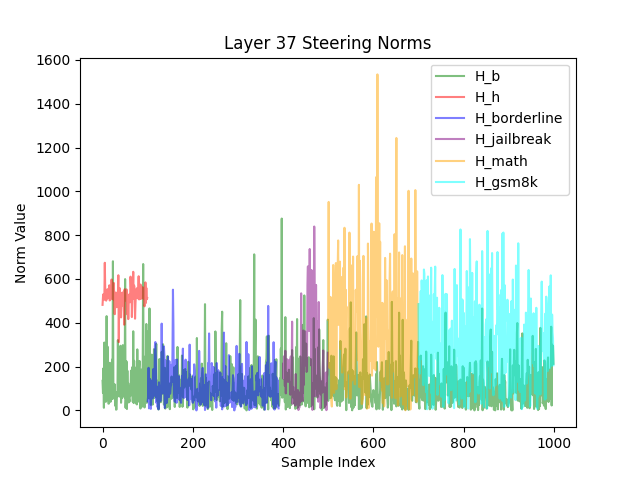 Layer 37 Steering Norms
1600
1400
1200
1000
800
600
400
200
0
Norm Value
H_b
H_h
H_borderline
H_jailbreak
H_math
H_gsm8k
0
200
400
600
800
1000
Sample Index